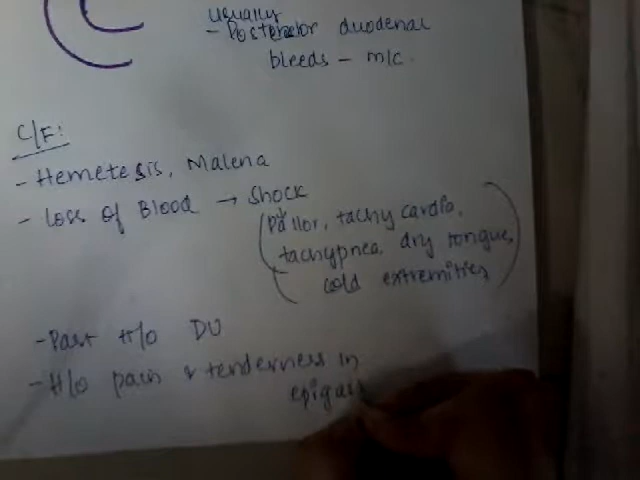 usually
- Posterior duodenal
bleeds - m/c.
C/F:
- Hemetesis, Malena
- Loss of Blood → Shock
(Pallor, tachy cardia,
tachypnea, dry tongue,
cold extremities)
- Past H/o DU
- H/o pain & tenderness in
epigas